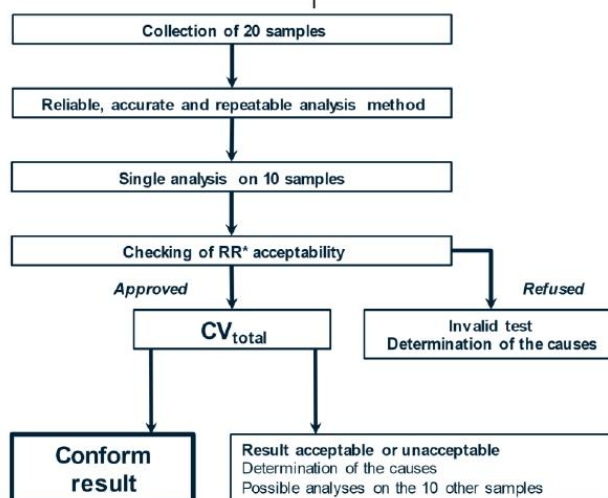 Collection of 20 samples
Reliable, accurate and repeatable analysis method
Single analysis on 10 samples
Checking of RR* acceptability
Approved
Refused
CVtotal
Invalid test
Determination of the causes
Conform
result
Result acceptable or unacceptable
Determination of the causes
Possible analyses on the 10 other samples